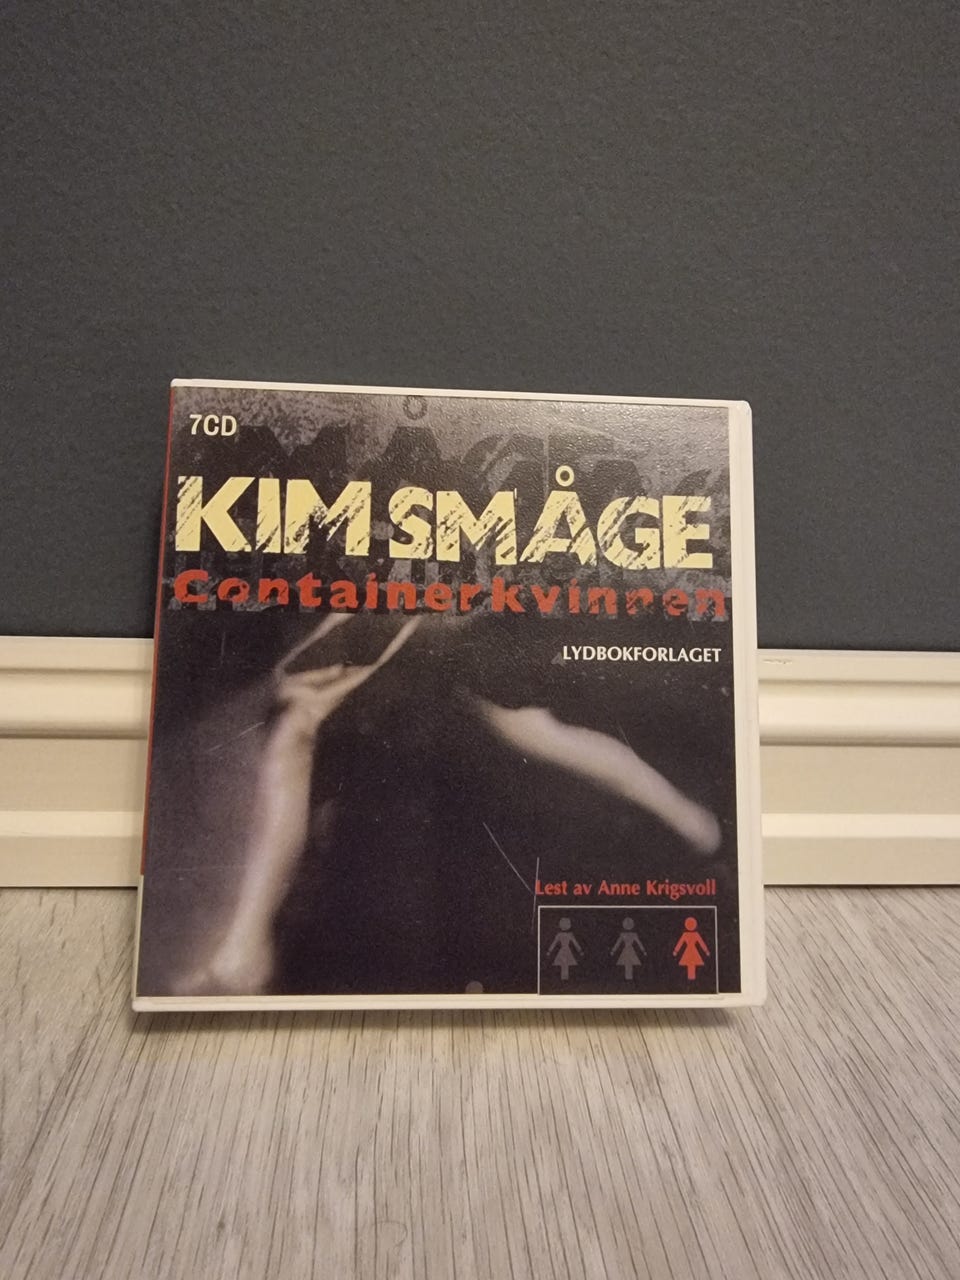 7CD
KIM SMÅGE
Containerkvinnen
LYDBOKFORLAGET
Lest av Anne Krigsvoll